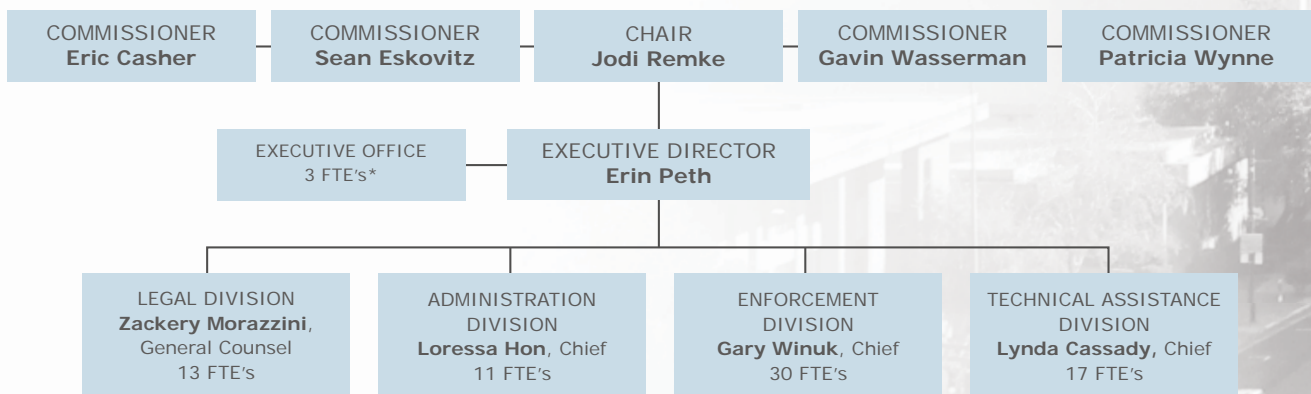 COMMISSIONER
Eric Casher
COMMISSIONER
Sean Eskovitz
CHAIR
Jodi Remke
COMMISSIONER
Gavin Wasserman
COMMISSIONER
Patricia Wynne
EXECUTIVE OFFICE
3 FTE's*
EXECUTIVE DIRECTOR
Erin Peth
LEGAL DIVISION
Zackery Morazzini,
General Counsel
13 FTE's
ADMINISTRATION
DIVISION
Loressa Hon, Chief
11 FTE's
ENFORCEMENT
DIVISION
Gary Winuk, Chief
30 FTE's
TECHNICAL ASSISTANCE
DIVISION
Lynda Cassady, Chief
17 FTE's